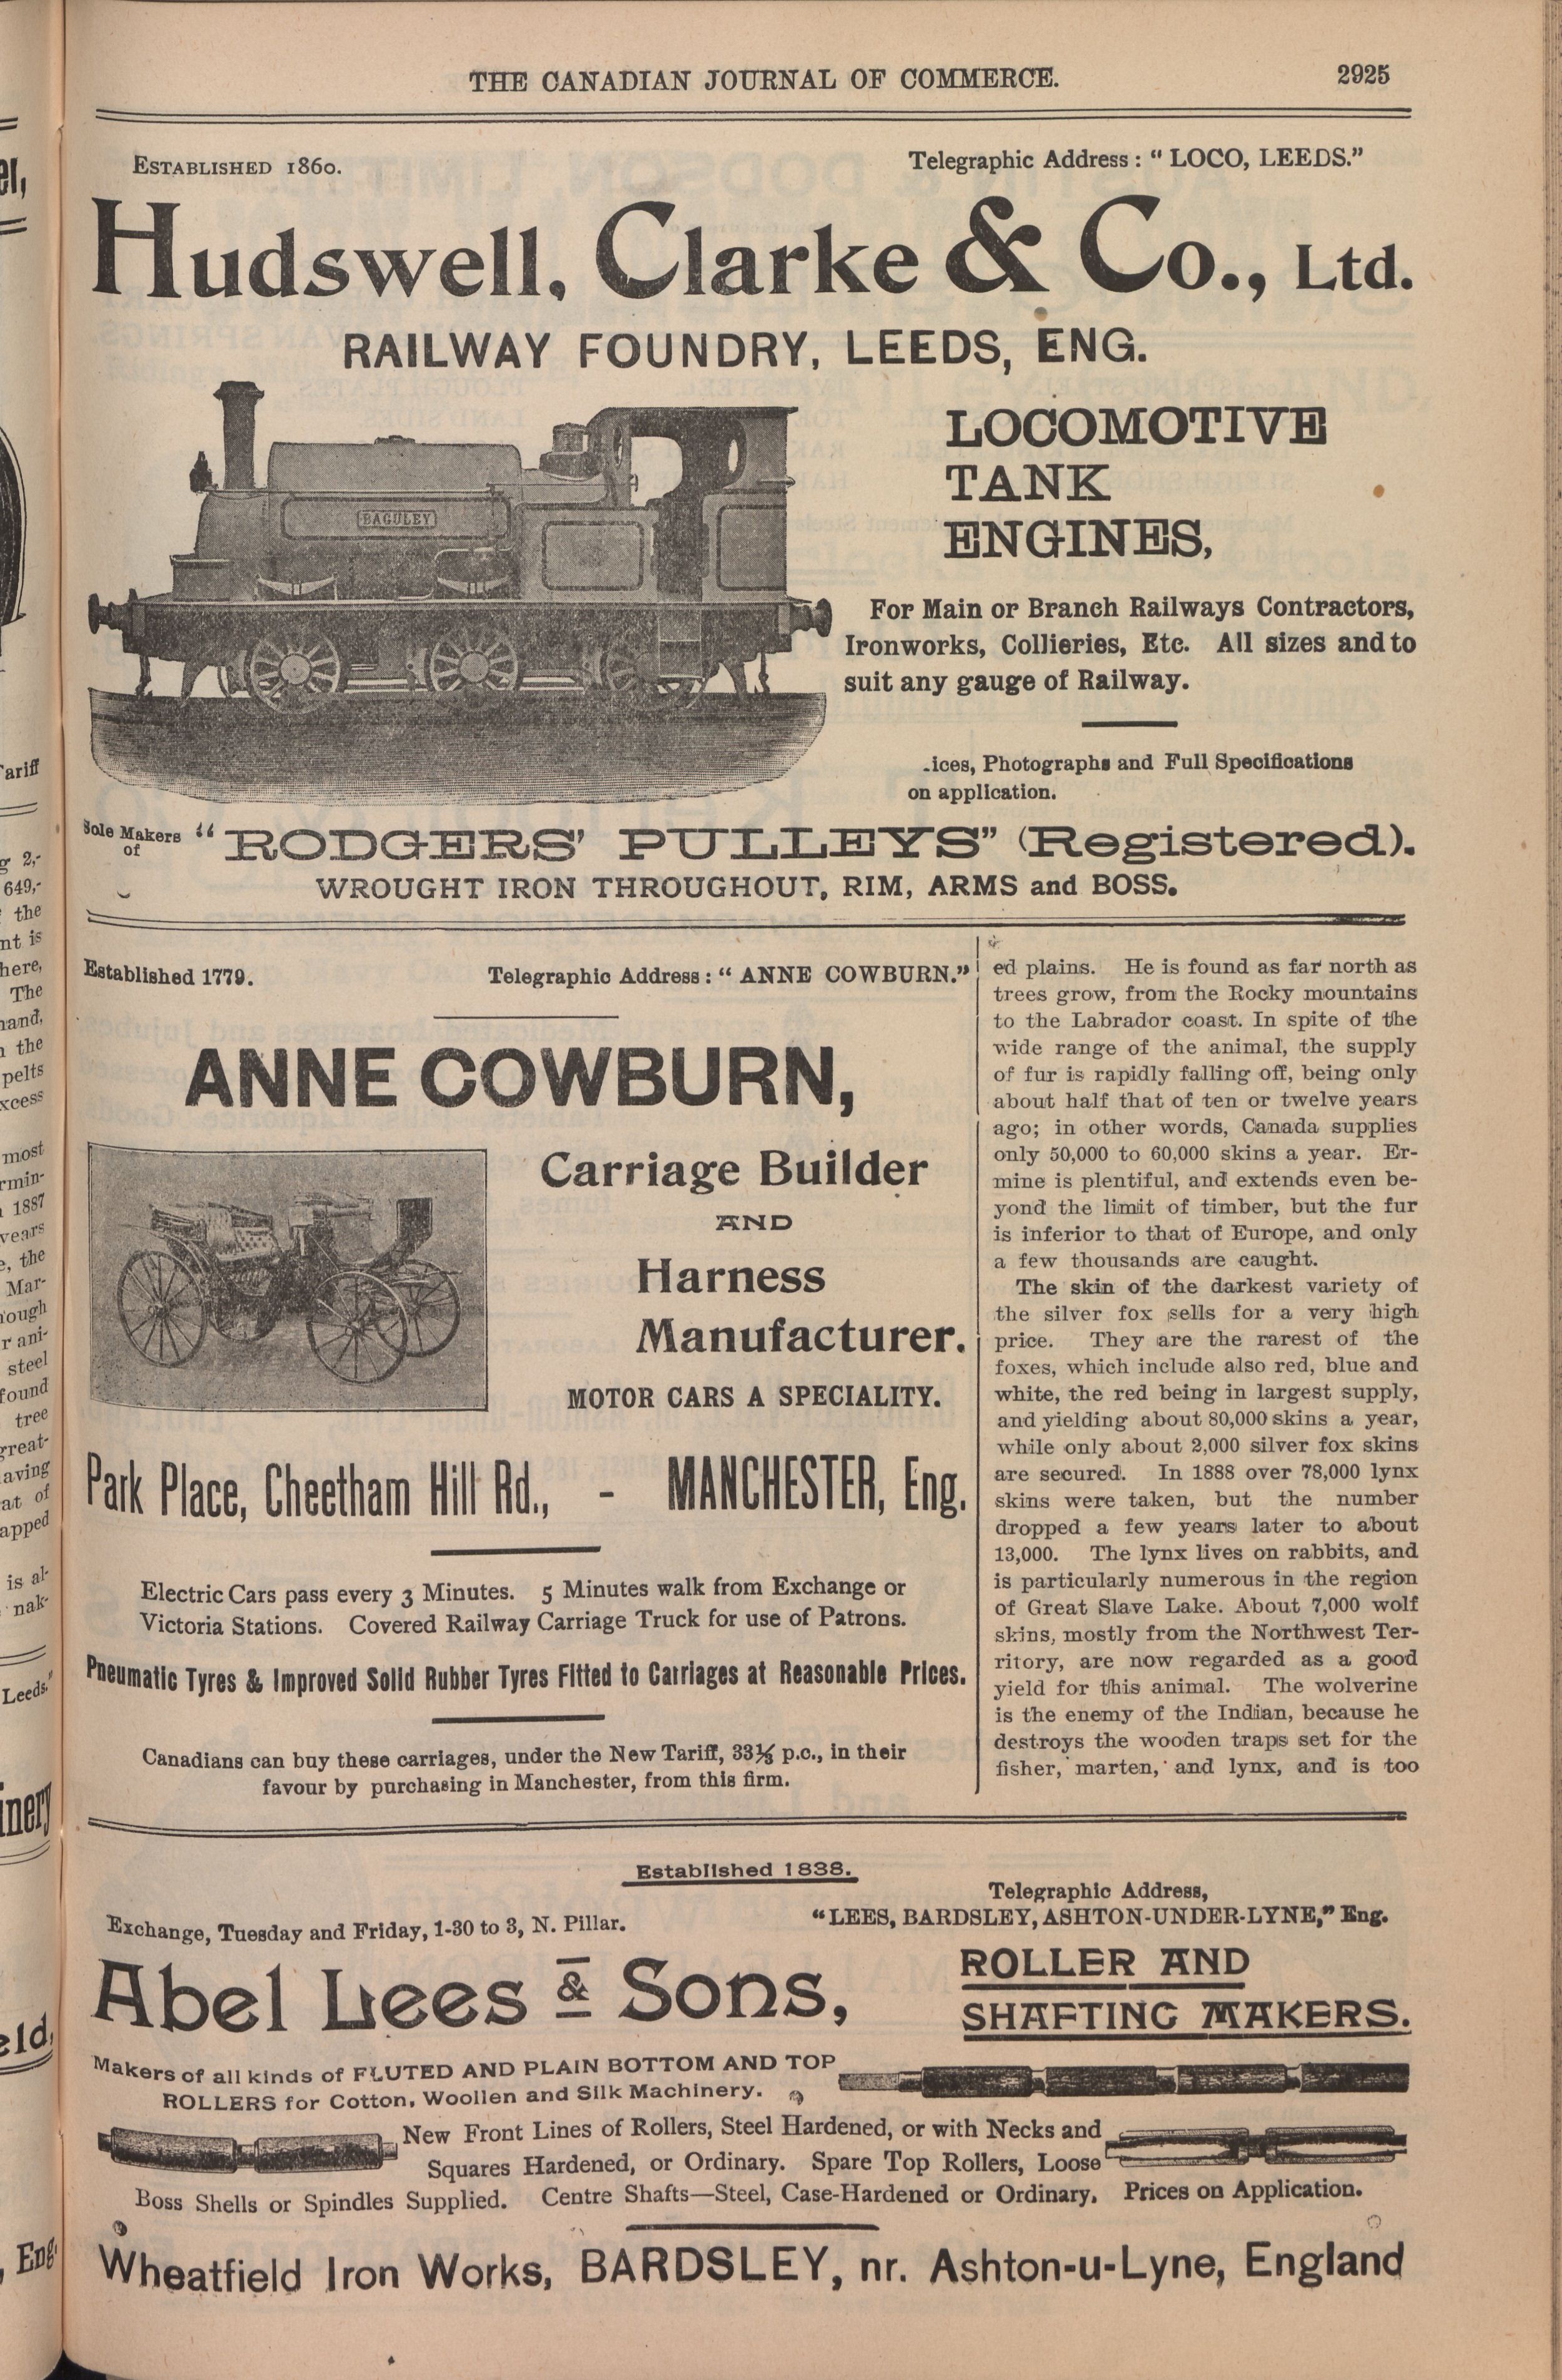 THE CANADIAN JOURNAL OF COMMERCE. 2925
ESTABLISHED 1860. Telegraphic Address: "LOCO, LEEDS."
Hudswell, Clarke & Co., Ltd.
RAILWAY FOUNDRY, LEEDS, ENG.
BAGULEY
LOCOMOTIVE
TANK
ENGINES,
For Main or Branch Railways Contractors,
Ironworks, Collieries, Etc. All sizes and to
suit any gauge of Railway.
.ices, Photographs and Full Specifications
on application.
Sole Makers of "RODGERS' PULLEYS" (Registered).
WROUGHT IRON THROUGHOUT, RIM, ARMS and BOSS.
Established 1779. Telegraphic Address: "ANNE COWBURN."
ANNE COWBURN,
Carriage Builder
AND
Harness
Manufacturer.
MOTOR CARS A SPECIALITY.
Park Place, Cheetham Hill Rd., - MANCHESTER, Eng.
Electric Cars pass every 3 Minutes. 5 Minutes walk from Exchange or
Victoria Stations. Covered Railway Carriage Truck for use of Patrons.
Pneumatic Tyres & Improved Solid Rubber Tyres Fitted to Carriages at Reasonable Prices.
Canadians can buy these carriages, under the New Tariff, 33⅓ p.c., in their
favour by purchasing in Manchester, from this firm.
ed plains. He is found as far north as
trees grow, from the Rocky mountains
to the Labrador coast. In spite of the
wide range of the animal, the supply
of fur is rapidly falling off, being only
about half that of ten or twelve years
ago; in other words, Canada supplies
only 50,000 to 60,000 skins a year. Er-
mine is plentiful, and extends even be-
yond the limit of timber, but the fur
is inferior to that of Europe, and only
a few thousands are caught.
The skin of the darkest variety of
the silver fox sells for a very high
price. They are the rarest of the
foxes, which include also red, blue and
white, the red being in largest supply,
and yielding about 80,000 skins a year,
while only about 2,000 silver fox skins
are secured. In 1888 over 78,000 lynx
skins were taken, but the number
dropped a few years later to about
13,000. The lynx lives on rabbits, and
is particularly numerous in the region
of Great Slave Lake. About 7,000 wolf
skins, mostly from the Northwest Ter-
ritory, are now regarded as a good
yield for this animal. The wolverine
is the enemy of the Indian, because he
destroys the wooden traps set for the
fisher, marten, and lynx, and is too
Established 1838.
Exchange, Tuesday and Friday, 1-30 to 3, N. Pillar.
Telegraphic Address,
"LEES, BARDSLEY, ASHTON-UNDER-LYNE," Eng.
Abel Lees & Sons,
ROLLER AND
SHAFTING MAKERS.
Makers of all kinds of FLUTED AND PLAIN BOTTOM AND TOP
ROLLERS for Cotton, Woollen and Silk Machinery.
New Front Lines of Rollers, Steel Hardened, or with Necks and
Squares Hardened, or Ordinary. Spare Top Rollers, Loose
Boss Shells or Spindles Supplied. Centre Shafts—Steel, Case-Hardened or Ordinary. Prices on Application.
Wheatfield Iron Works, BARDSLEY, nr. Ashton-u-Lyne, England